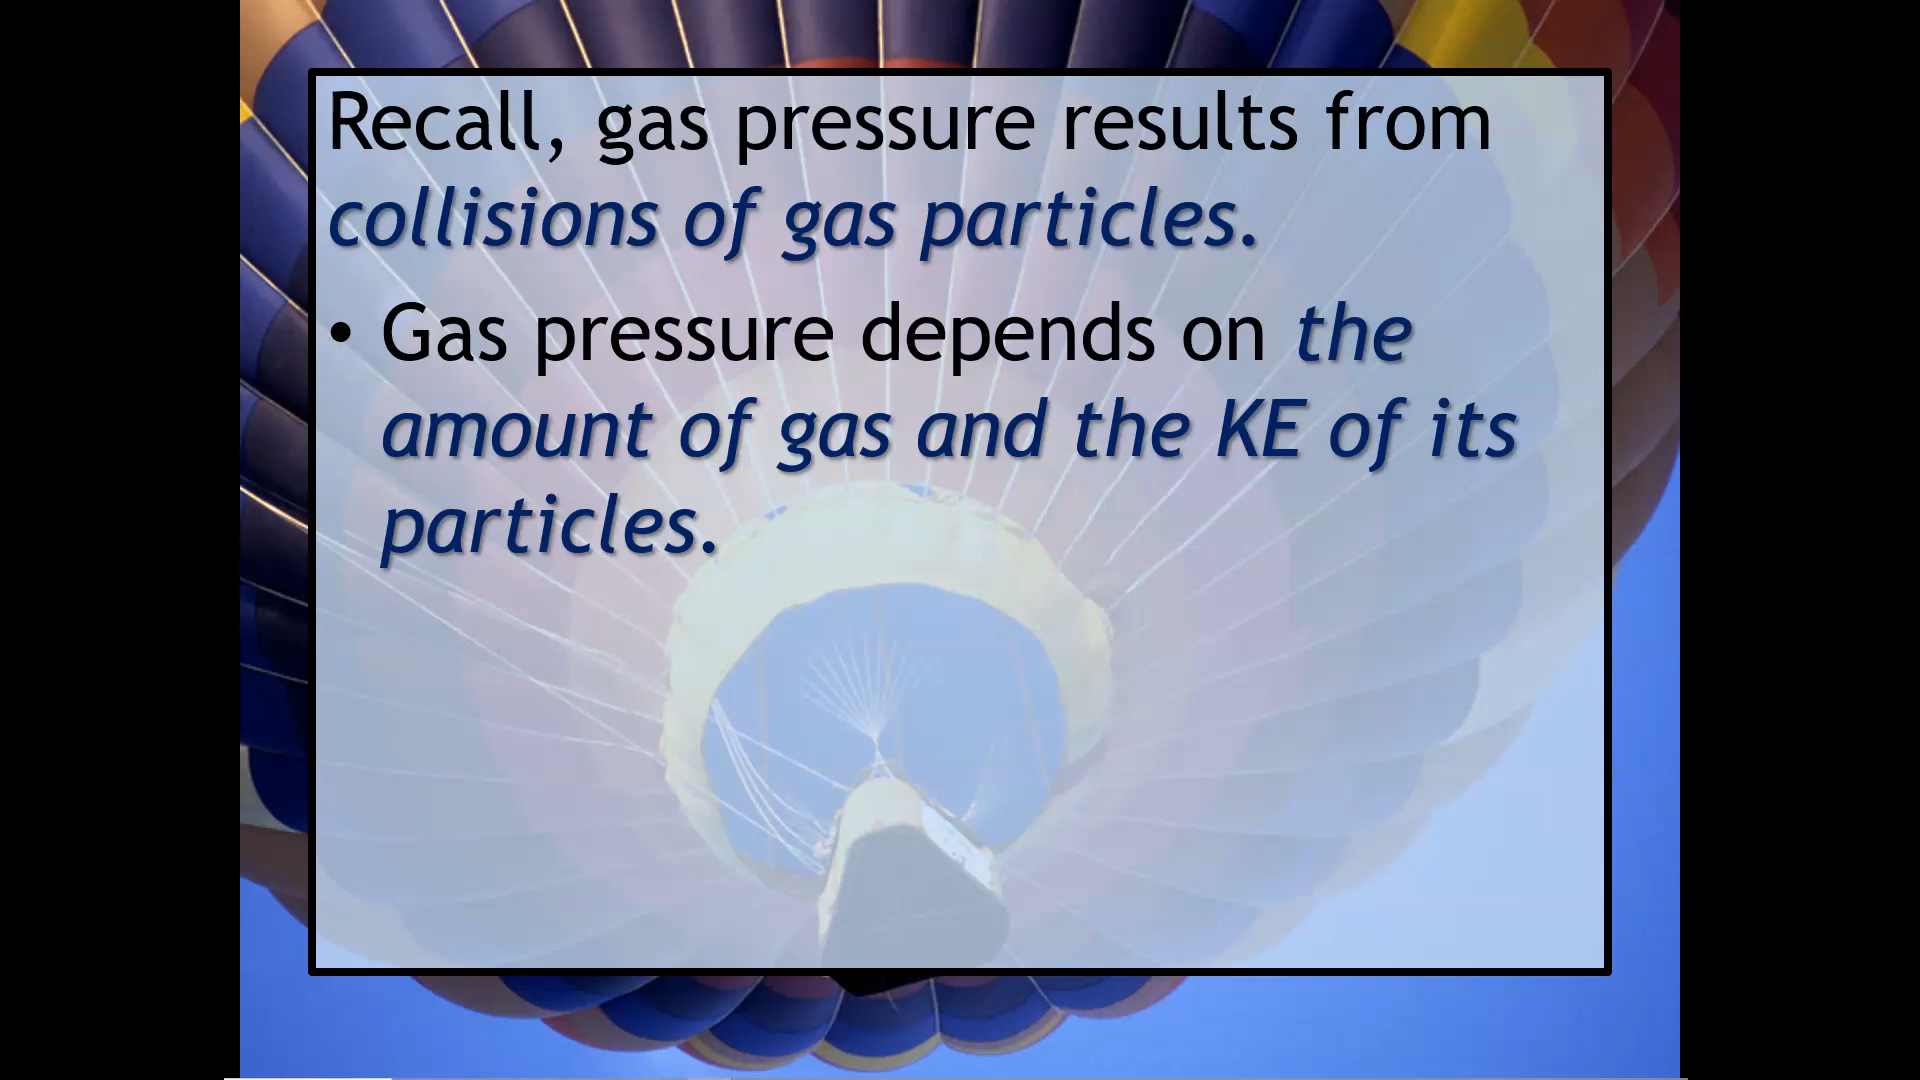 Recall, gas pressure results from
collisions of gas particles.
• Gas pressure depends on the
amount of gas and the KE of its
particles.